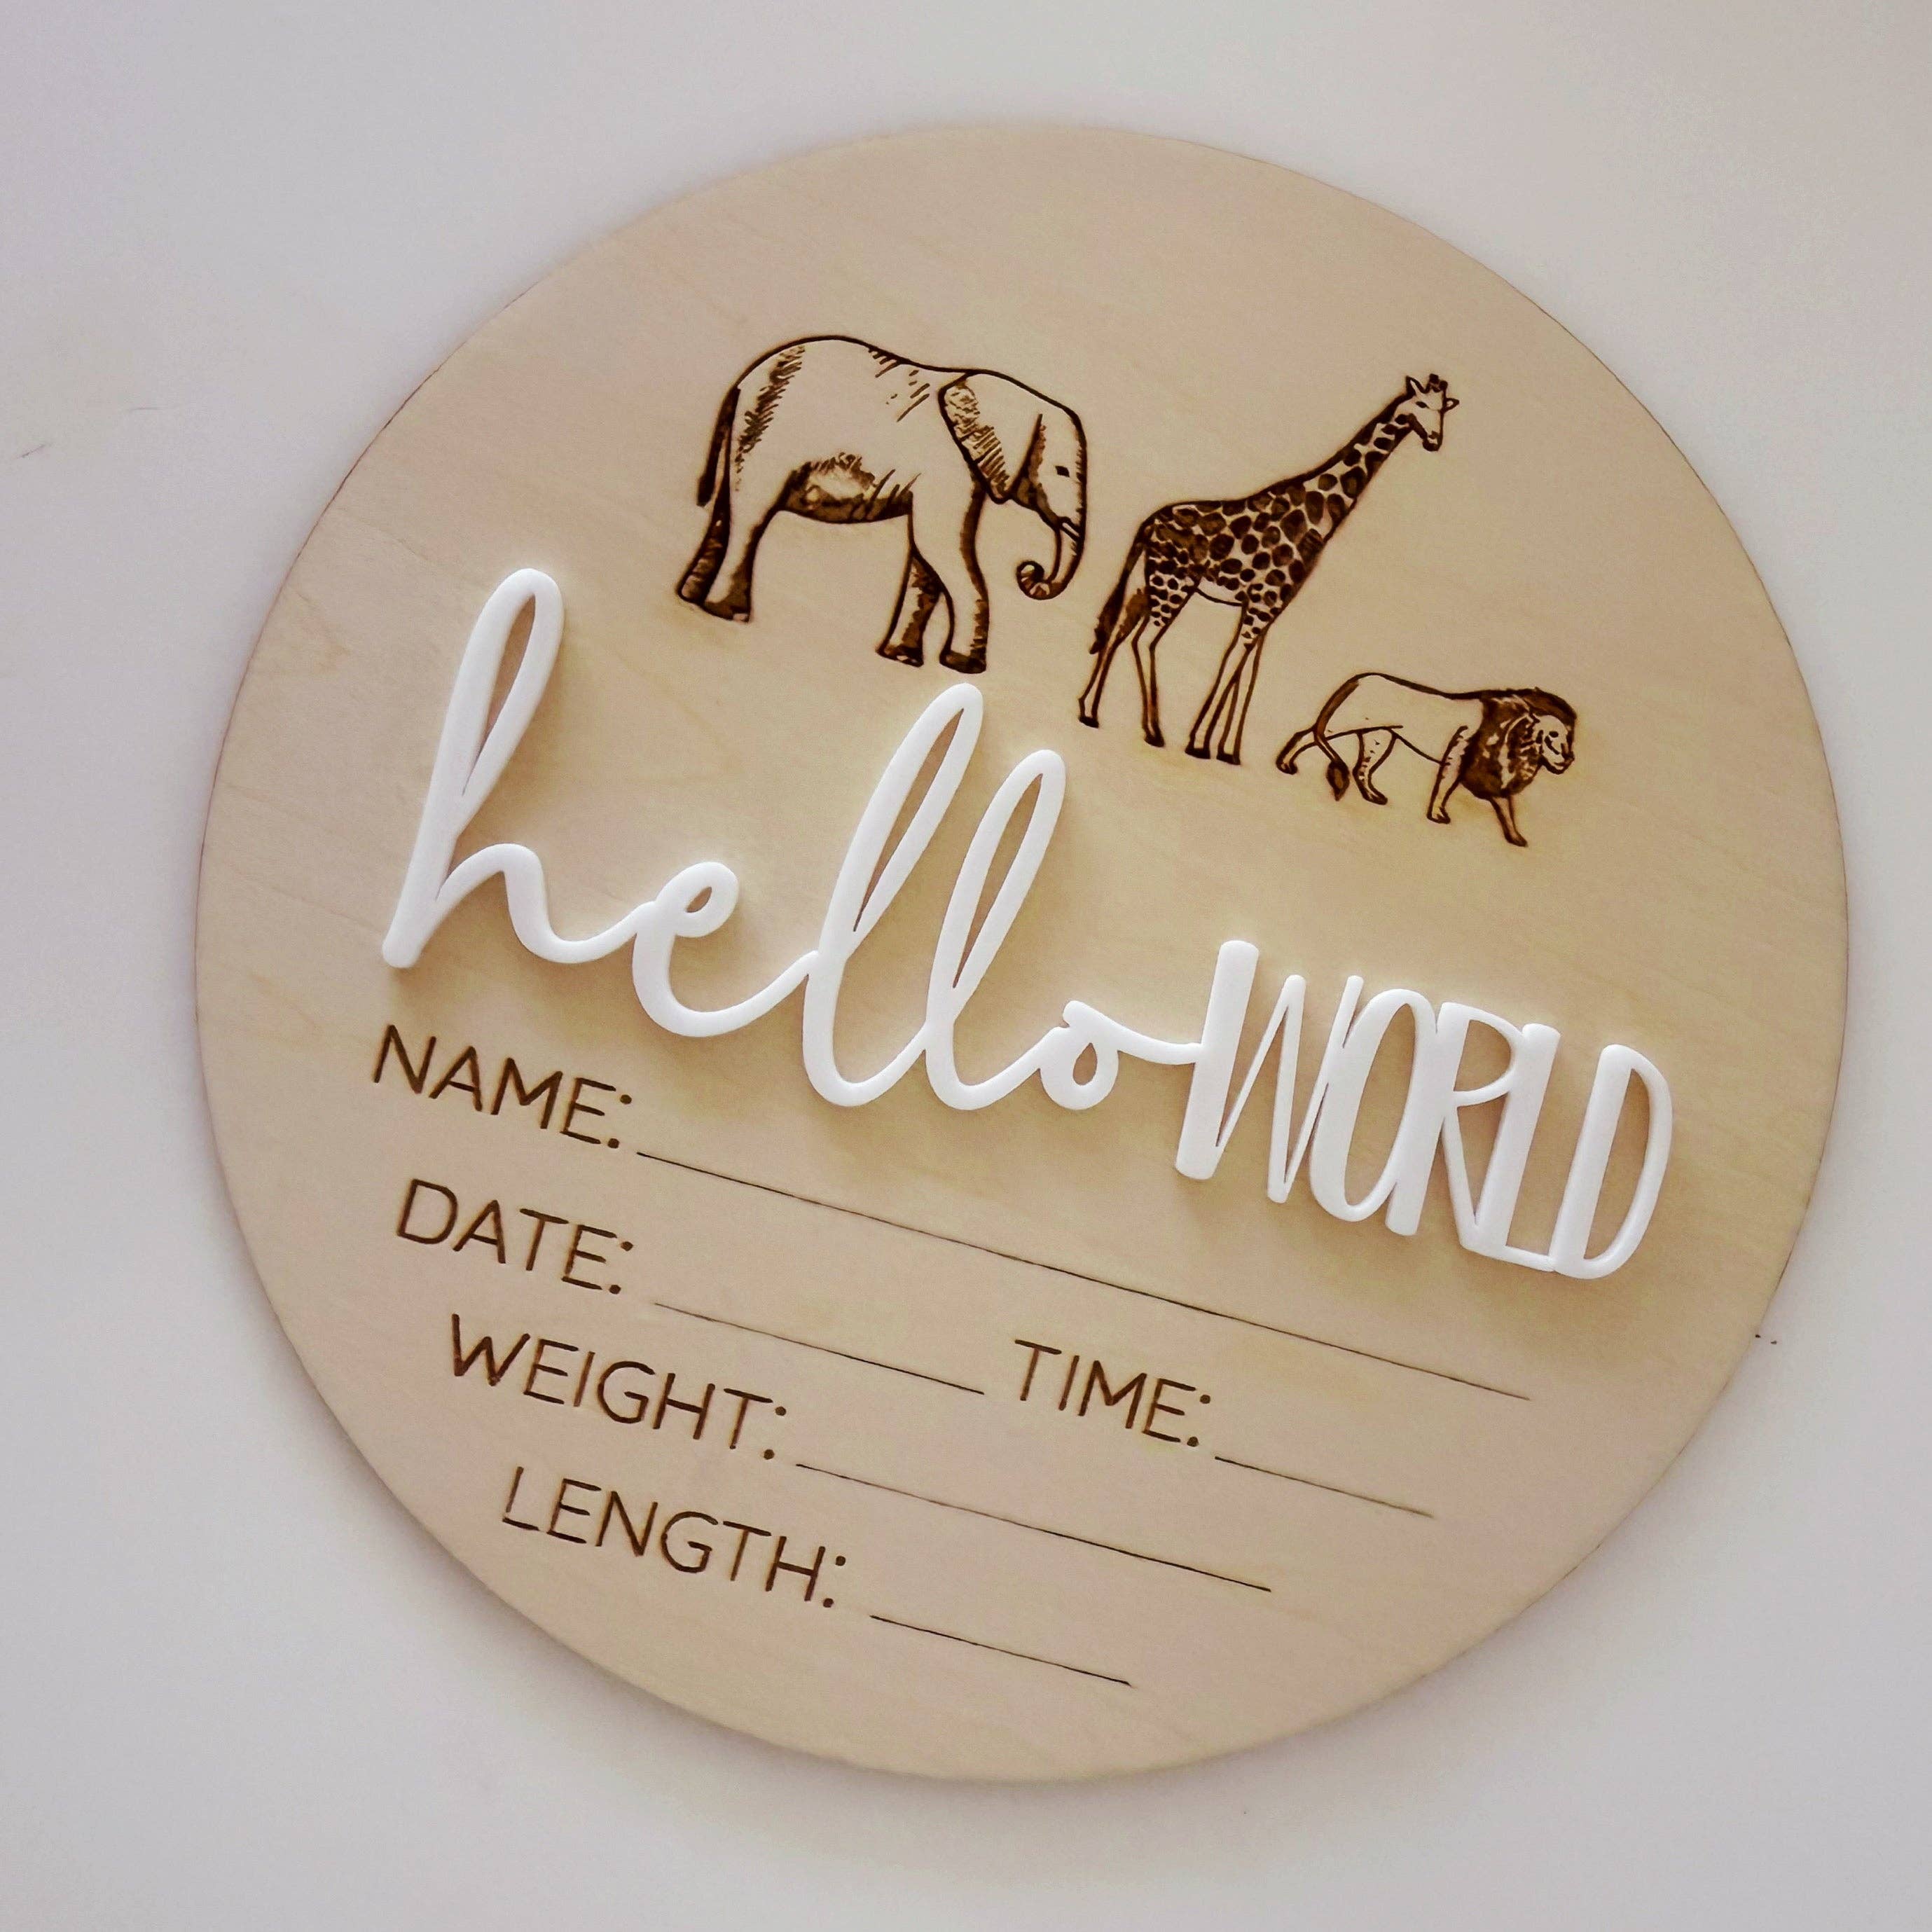 hello WORLD
NAME:
DATE: TIME:
WEIGHT:
LENGTH: